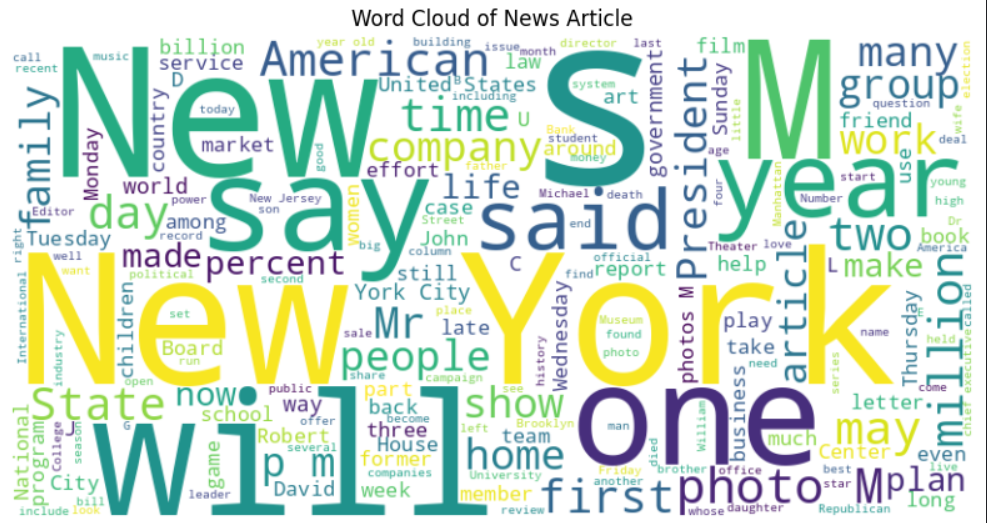 Word Cloud of News Article
call
recent
music
billion
service
D
year old
American
building
issue
month
law
director
last
film
many
election
family
New
today
market
United States
B
including
time
U
company
S
system
art
Bank
student
around
money
government
President
Sunday
little
M
group
question
friend
work
deal
wife
Monday
country
good
effort
father
age
year
use
start
young
high
world
power
New Jersey
son
say
women
life
case
Street
John
column
Michael
death
said
end
four
Manhattan
Number
Dr
book
America
Editor
day
among
record
Tuesday
big
official
report
Theater
love
two
help
L
make
well
want
made
political
percent
second
still
C
find
International
right
children
New York
York City
place
Wednesday
Museum
found
photo
photos M
play
take
need
article
Thursday
name
E
held
million
executive
called
industry
set
Board
run
Mr
late
sale
people
history
series
come
chief
open
share
campaign
State
now
public
part
see
business
letter
National
program
J
school
way
offer
back
become
three
left
show
Brooklyn
one
man
William
much
may
Center
even
College
season
G
will
game
Robert
several
p m
House
former
companies
home
team
University
Friday
another
died
brother
office
best
star
live
City
bill
include
look
leader
David
week
member
review
first
photo
whose
daughter
Republican
M
plan
long